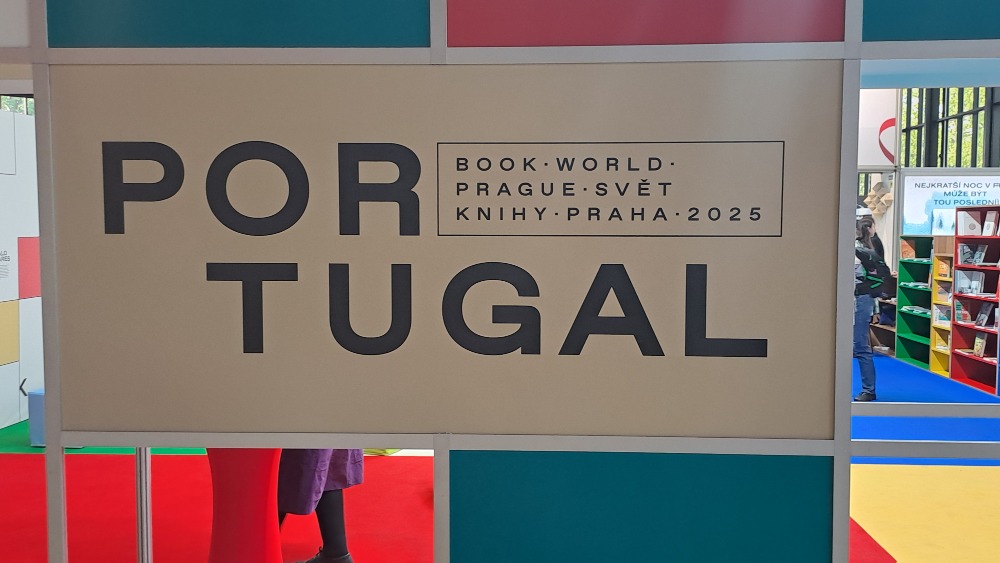 POR
BOOK·WORLD·
PRAGUE·SVĚT
KNIHY·PRAHA·2025
TUGAL
NEJKRATŠÍ NOC V
MŮŽE BÝT
TOU POSLEDNÍ